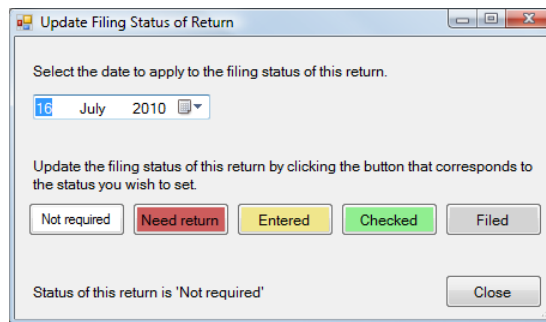 Update Filing Status of Return
Select the date to apply to the filing status of this return.
16 July 2010
Update the filing status of this return by clicking the button that corresponds to
the status you wish to set.
Not required Need return Entered Checked Filed
Status of this return is 'Not required' Close